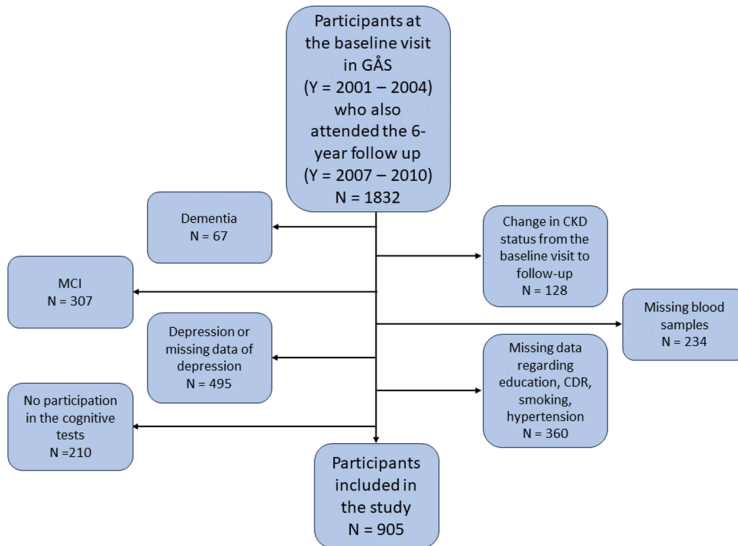 Participants at
the baseline visit
in GÅS
(Y = 2001 – 2004)
who also
attended the 6-
year follow up
(Y = 2007 – 2010)
N = 1832
Dementia
N = 67
Change in CKD
status from the
baseline visit to
follow-up
N = 128
MCI
N = 307
Missing blood
samples
N = 234
Depression or
missing data of
depression
N = 495
Missing data
regarding
education, CDR,
smoking,
hypertension
N = 360
No participation
in the cognitive
tests
N =210
Participants
included in
the study
N = 905